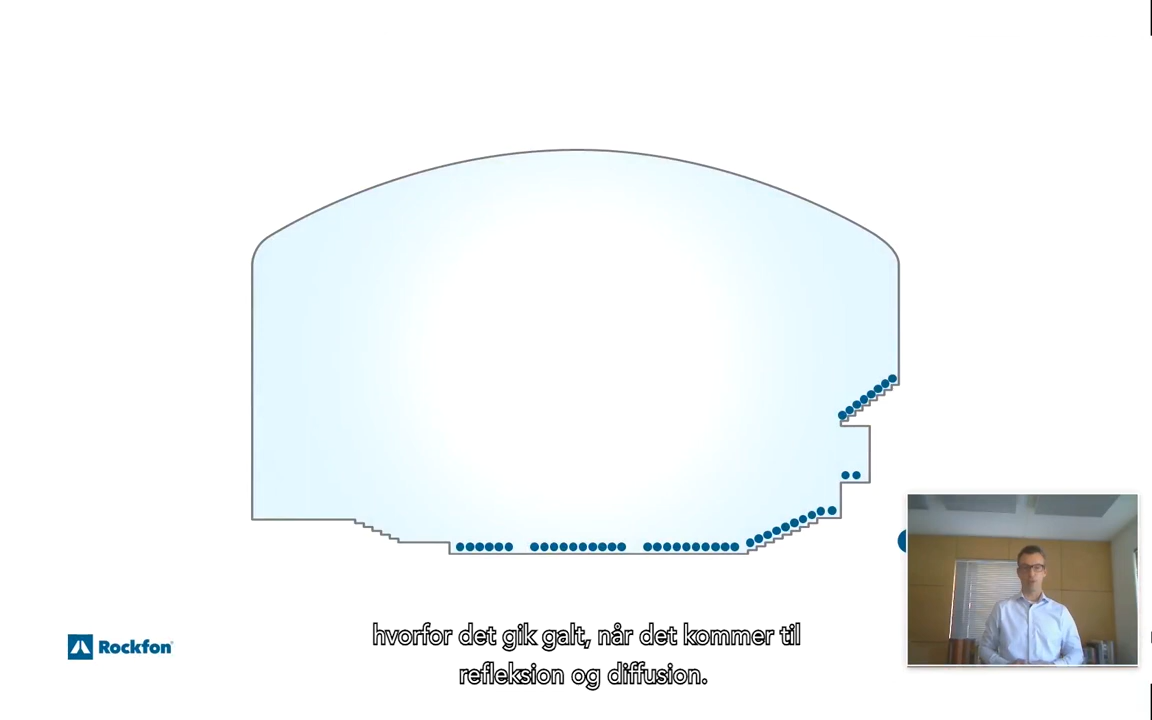 Rockfon
hvorfor det gik galt, når det kommer til
refleksion og diffusion.